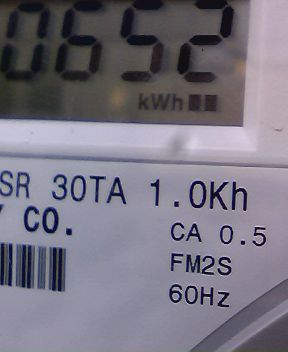 0652
kWh
SR 30TA 1.0Kh
Y CO.
CA 0.5
FM2S
60Hz